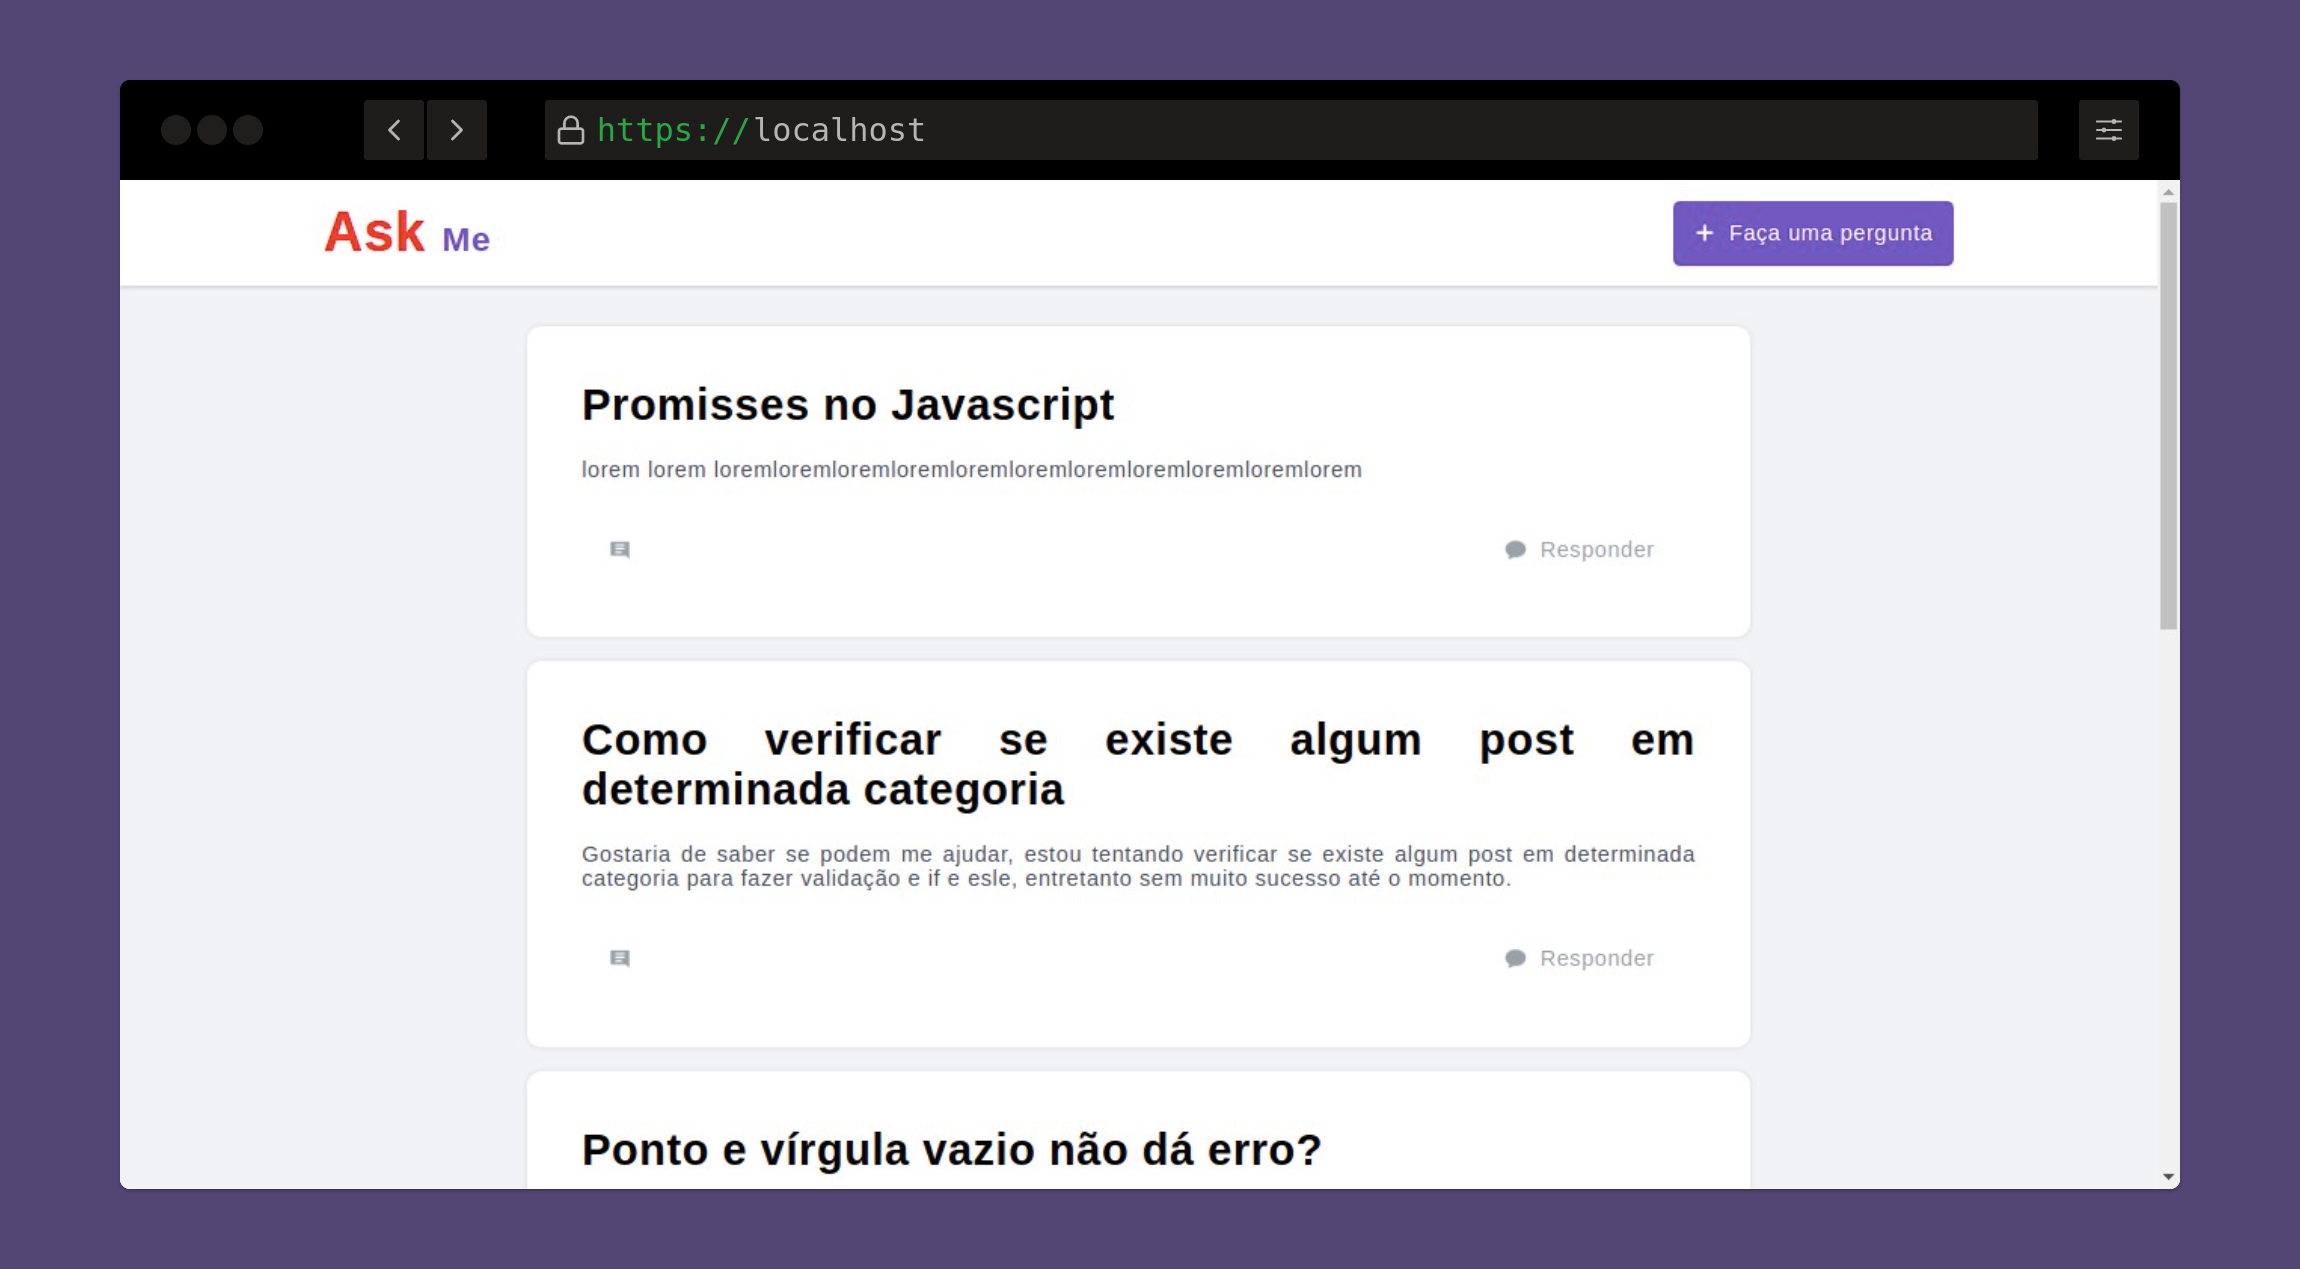 https://localhost
Ask Me
+ Faça uma pergunta
Promisses no Javascript
lorem lorem loremloremloremloremloremloremloremloremloremloremlorem
Responder
Como verificar se existe algum post em
determinada categoria
Gostaria de saber se podem me ajudar, estou tentando verificar se existe algum post em determinada
categoria para fazer validação e if e esle, entretanto sem muito sucesso até o momento.
Responder
Ponto e vírgula vazio não dá erro?